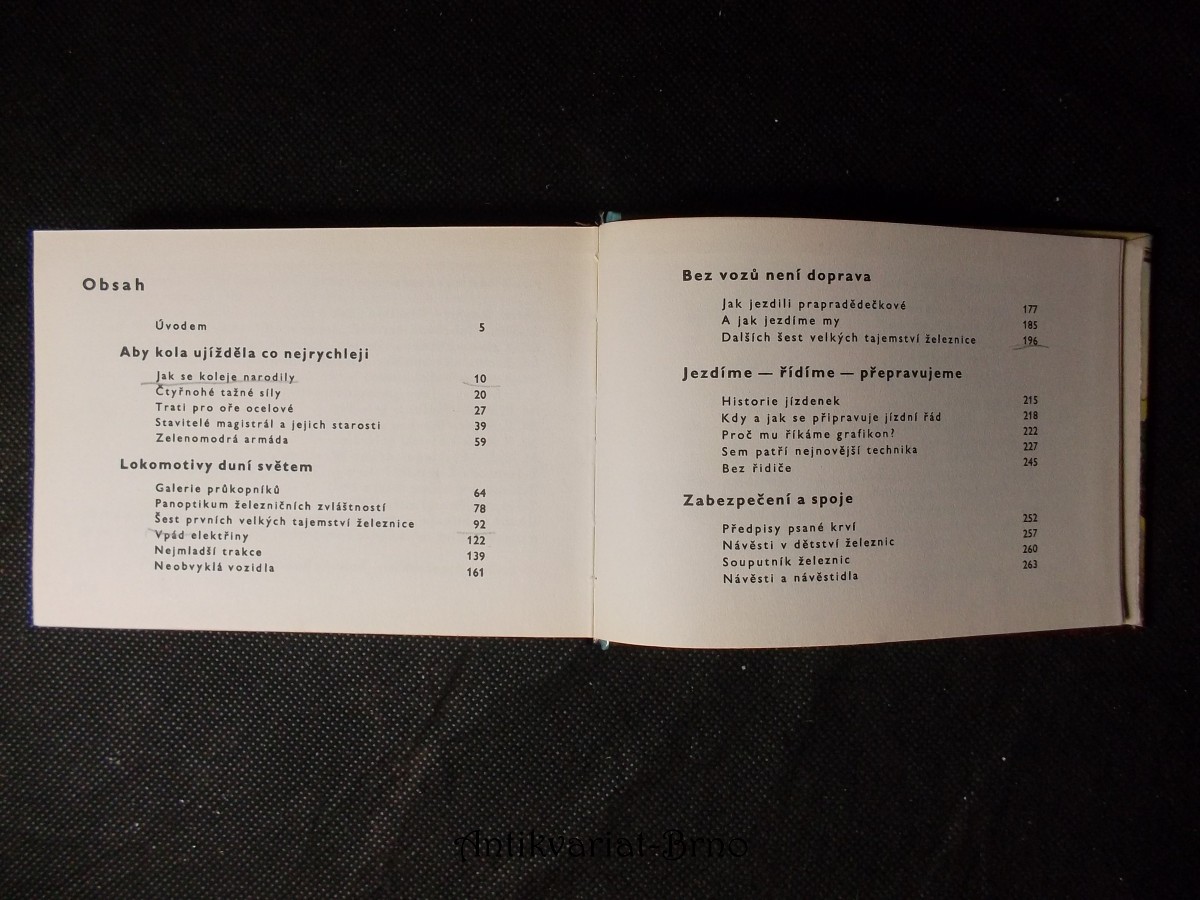 Obsah
Úvodem 5
Aby kola ujížděla co nejrychleji
Jak se koleje narodily 10
Čtyřnohé tažné síly 20
Trati pro oře ocelové 27
Stavitelé magistrál a jejich starosti 39
Zelenomodrá armáda 59
Lokomotivy duní světem
Galerie průkopníků 64
Panoptikum železničních zvláštností 78
Šest prvních velkých tajemství železnice 92
Vpád elektřiny 122
Nejmladší trakce 139
Neobvyklá vozidla 161
Bez vozů není doprava
Jak jezdili prapradědečkové 177
A jak jezdíme my 185
Dalších šest velkých tajemství železnice 196
Jezdíme — řídíme — přepravujeme
Historie jízdenek 215
Kdy a jak se připravuje jízdní řád 218
Proč mu říkáme grafikon? 222
Sem patří nejnovější technika 227
Bez řidiče 245
Zabezpečení a spoje
Předpisy psané krví 252
Návěsti v dětství železnic 257
Souputník železnic 260
Návěsti a návěstidla 263
Antikvariat-Brno